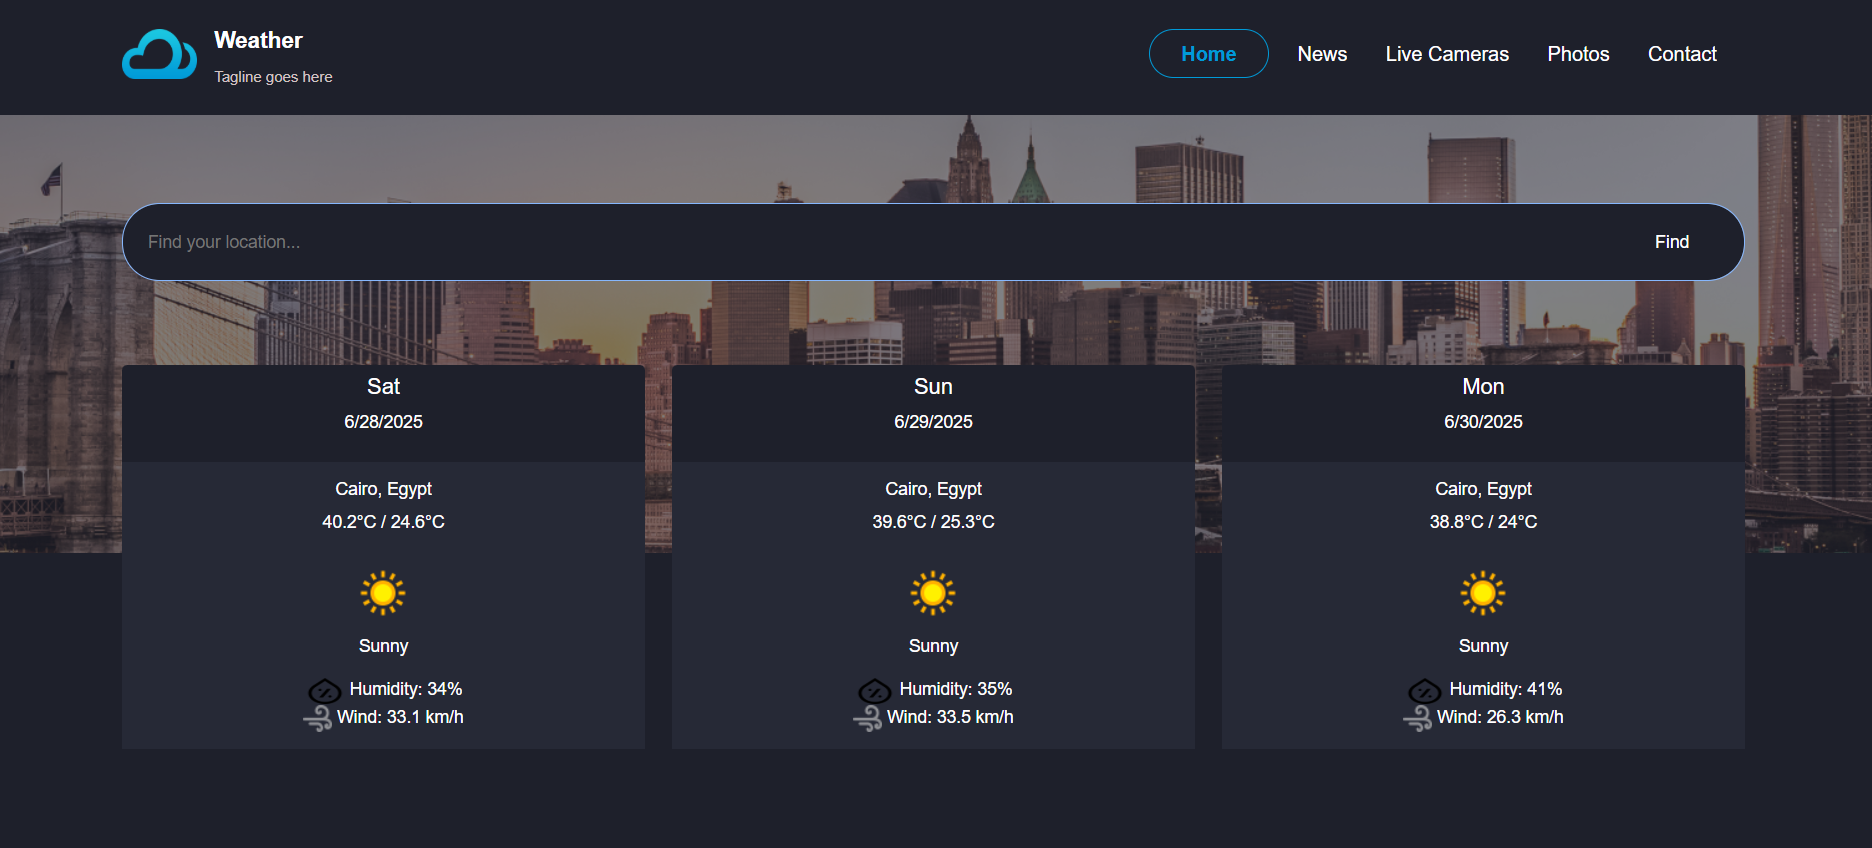 Weather
Tagline goes here
Home
News
Live Cameras
Photos
Contact
Find your location...
Find
Sat
6/28/2025
Cairo, Egypt
40.2°C / 24.6°C
Sunny
Humidity: 34%
Wind: 33.1 km/h
Sun
6/29/2025
Cairo, Egypt
39.6°C / 25.3°C
Sunny
Humidity: 35%
Wind: 33.5 km/h
Mon
6/30/2025
Cairo, Egypt
38.8°C / 24°C
Sunny
Humidity: 41%
Wind: 26.3 km/h